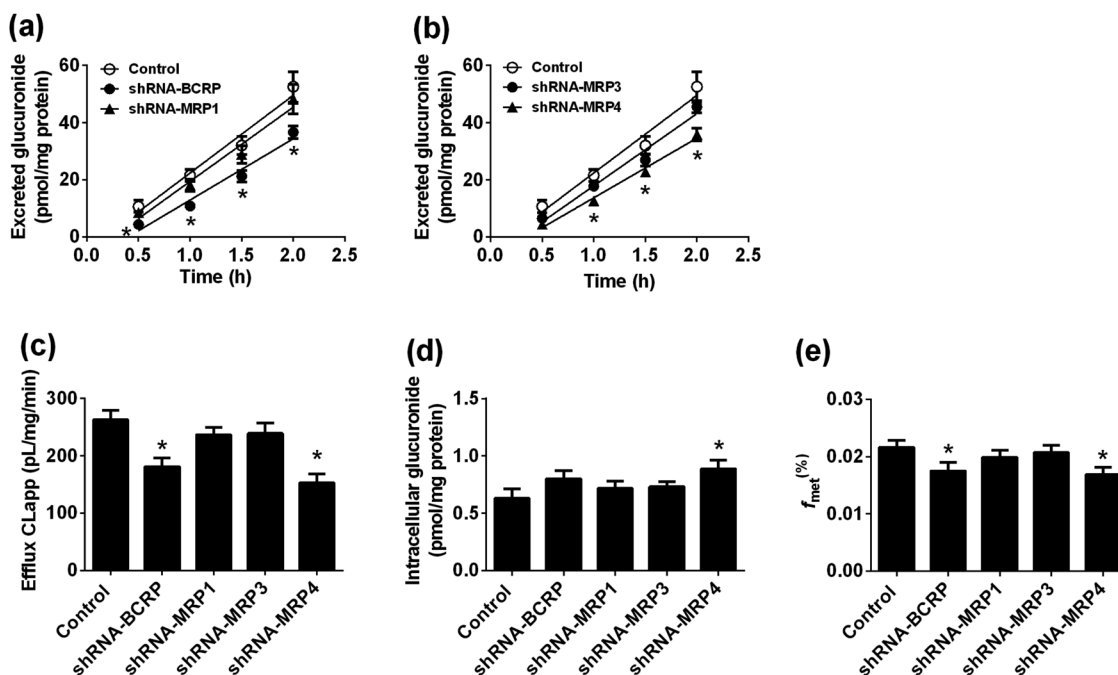 (a)
Control
shRNA-BCRP
shRNA-MRP1
Excreted glucuronide
(pmol/mg protein)
60
40
20
0
*
*
*
*
0.0 0.5 1.0 1.5 2.0 2.5
Time (h)
(b)
Control
shRNA-MRP3
shRNA-MRP4
Excreted glucuronide
(pmol/mg protein)
60
40
20
0
*
*
*
0.0 0.5 1.0 1.5 2.0 2.5
Time (h)
(c)
Efflux CLapp (pL/mg/min)
300
200
100
0
*
*
Control
shRNA-BCRP
shRNA-MRP1
shRNA-MRP3
shRNA-MRP4
(d)
Intracellular glucuronide
(pmol/mg protein)
1.5
1.0
0.5
0.0
*
Control
shRNA-BCRP
shRNA-MRP1
shRNA-MRP3
shRNA-MRP4
(e)
fmet(%)
0.03
0.02
0.01
0.00
*
*
Control
shRNA-BCRP
shRNA-MRP1
shRNA-MRP3
shRNA-MRP4